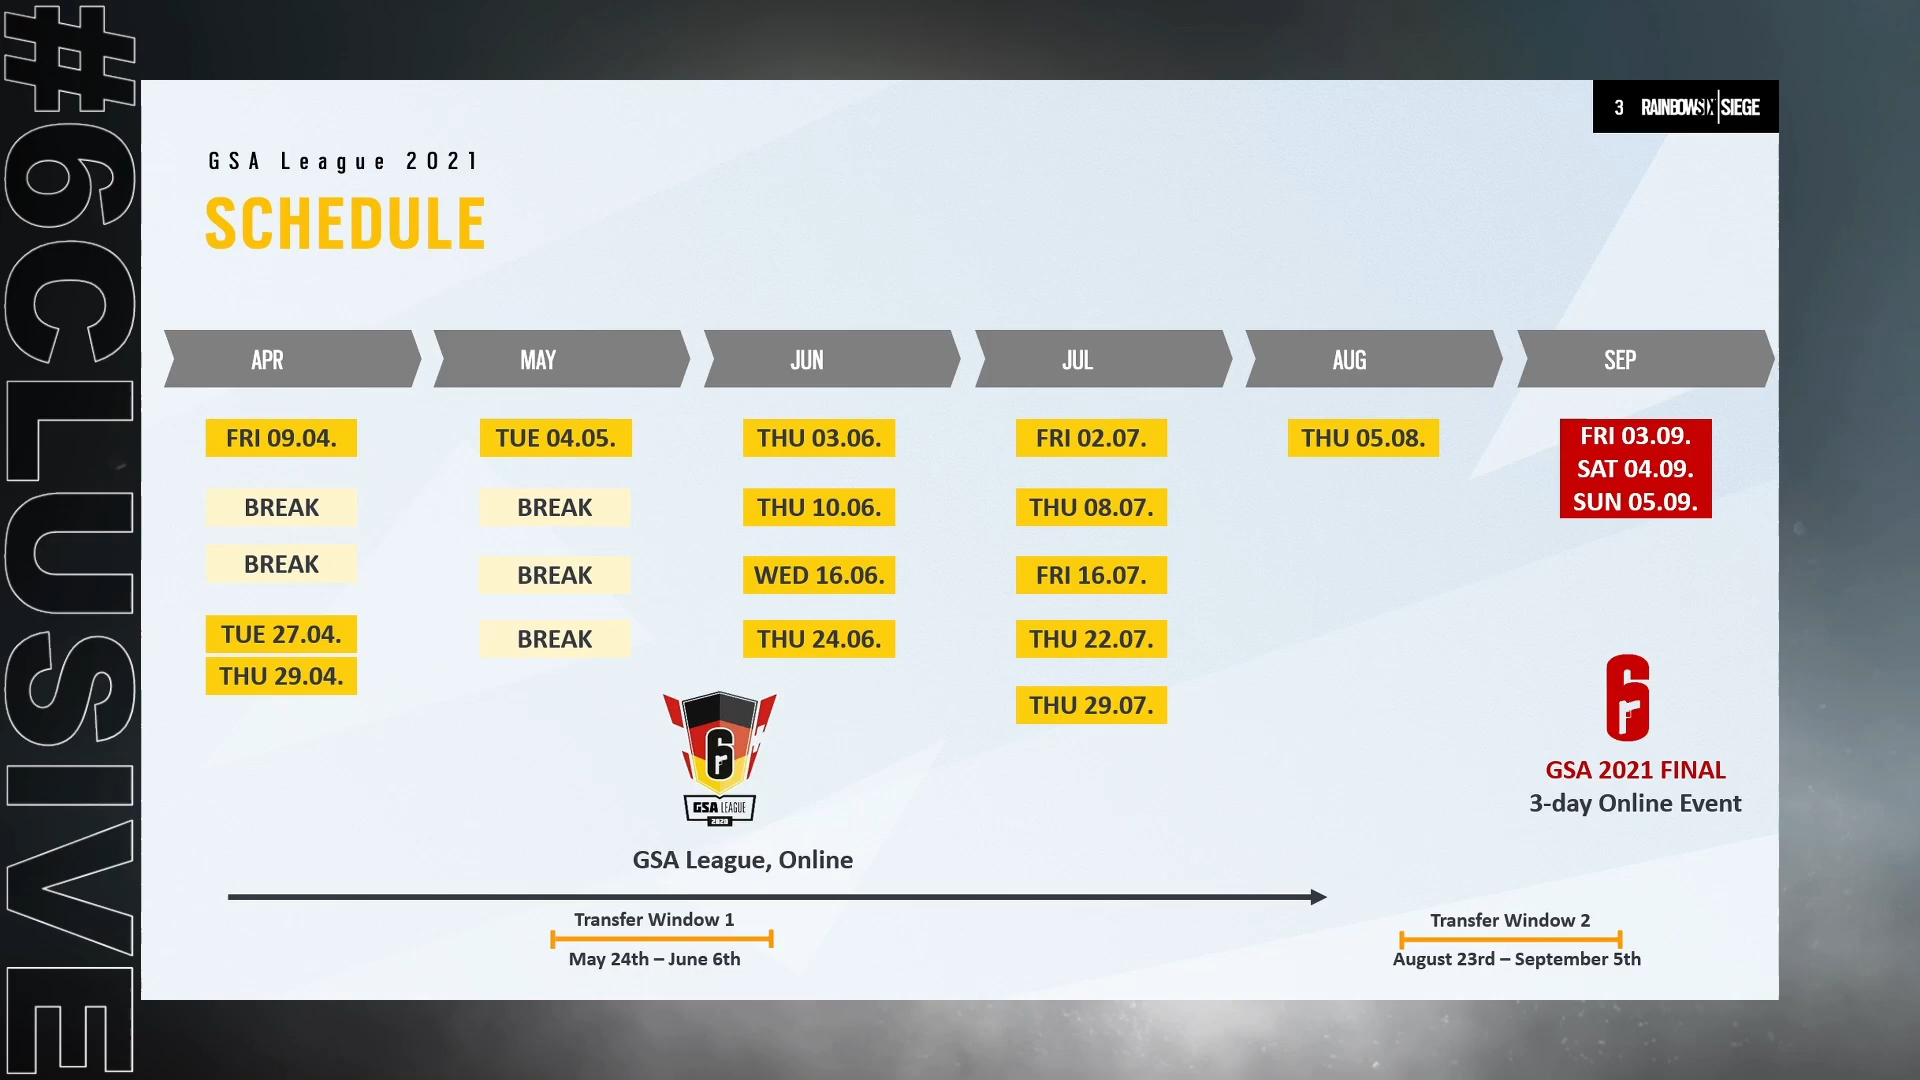 #6CLUSIVE
3 RAINBOWSIX|SIEGE
GSA League 2021
SCHEDULE
APR
MAY
JUN
JUL
AUG
SEP
FRI 09.04.
BREAK
BREAK
TUE 27.04.
THU 29.04.
TUE 04.05.
BREAK
BREAK
BREAK
THU 03.06.
THU 10.06.
WED 16.06.
THU 24.06.
FRI 02.07.
THU 08.07.
FRI 16.07.
THU 22.07.
THU 29.07.
THU 05.08.
FRI 03.09.
SAT 04.09.
SUN 05.09.
6
GSA LEAGUE
2020
GSA League, Online
6
GSA 2021 FINAL
3-day Online Event
Transfer Window 1
May 24th – June 6th
Transfer Window 2
August 23rd – September 5th